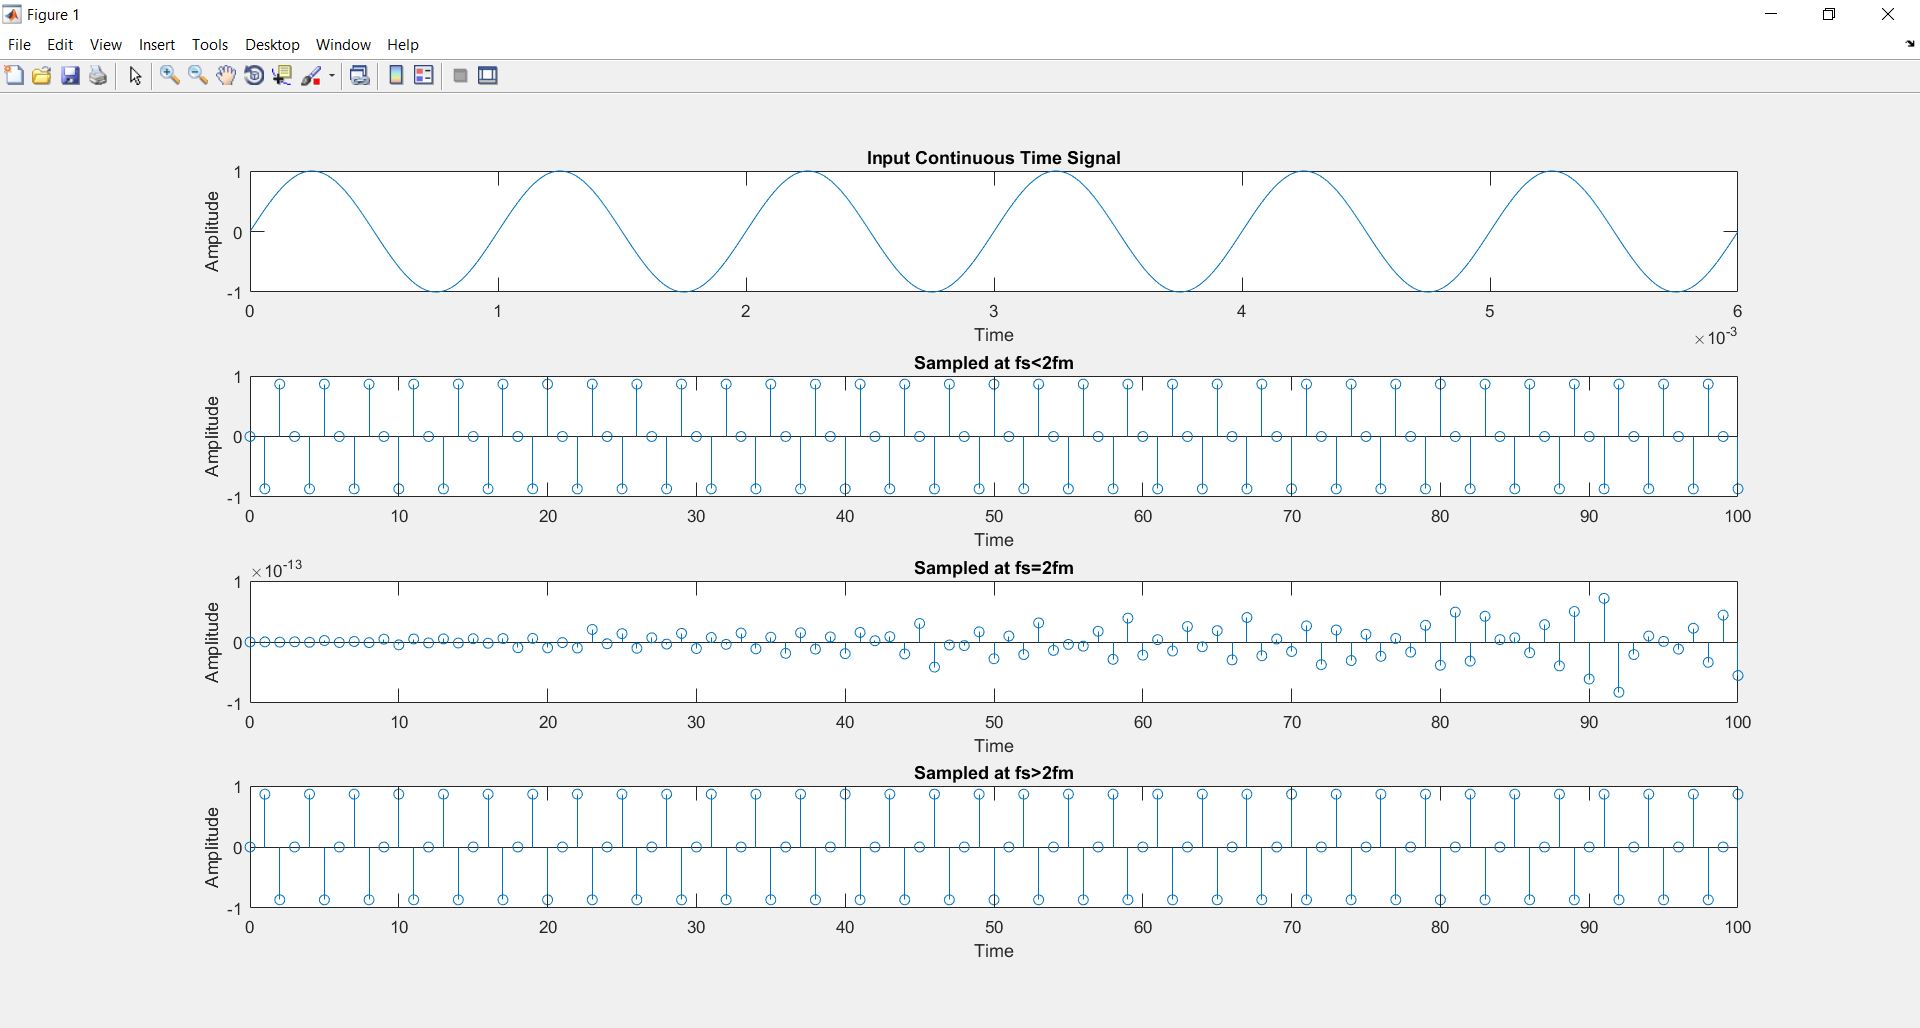 Figure 1
File Edit View Insert Tools Desktop Window Help
Input Continuous Time Signal
1
0
-1
Amplitude
0 1 2 3 4 5 6
Time
×10-3
Sampled at fs<2fm
1
0
-1
Amplitude
0 10 20 30 40 50 60 70 80 90 100
Time
×10-13
Sampled at fs=2fm
1
0
-1
Amplitude
0 10 20 30 40 50 60 70 80 90 100
Time
Sampled at fs>2fm
1
0
-1
Amplitude
0 10 20 30 40 50 60 70 80 90 100
Time